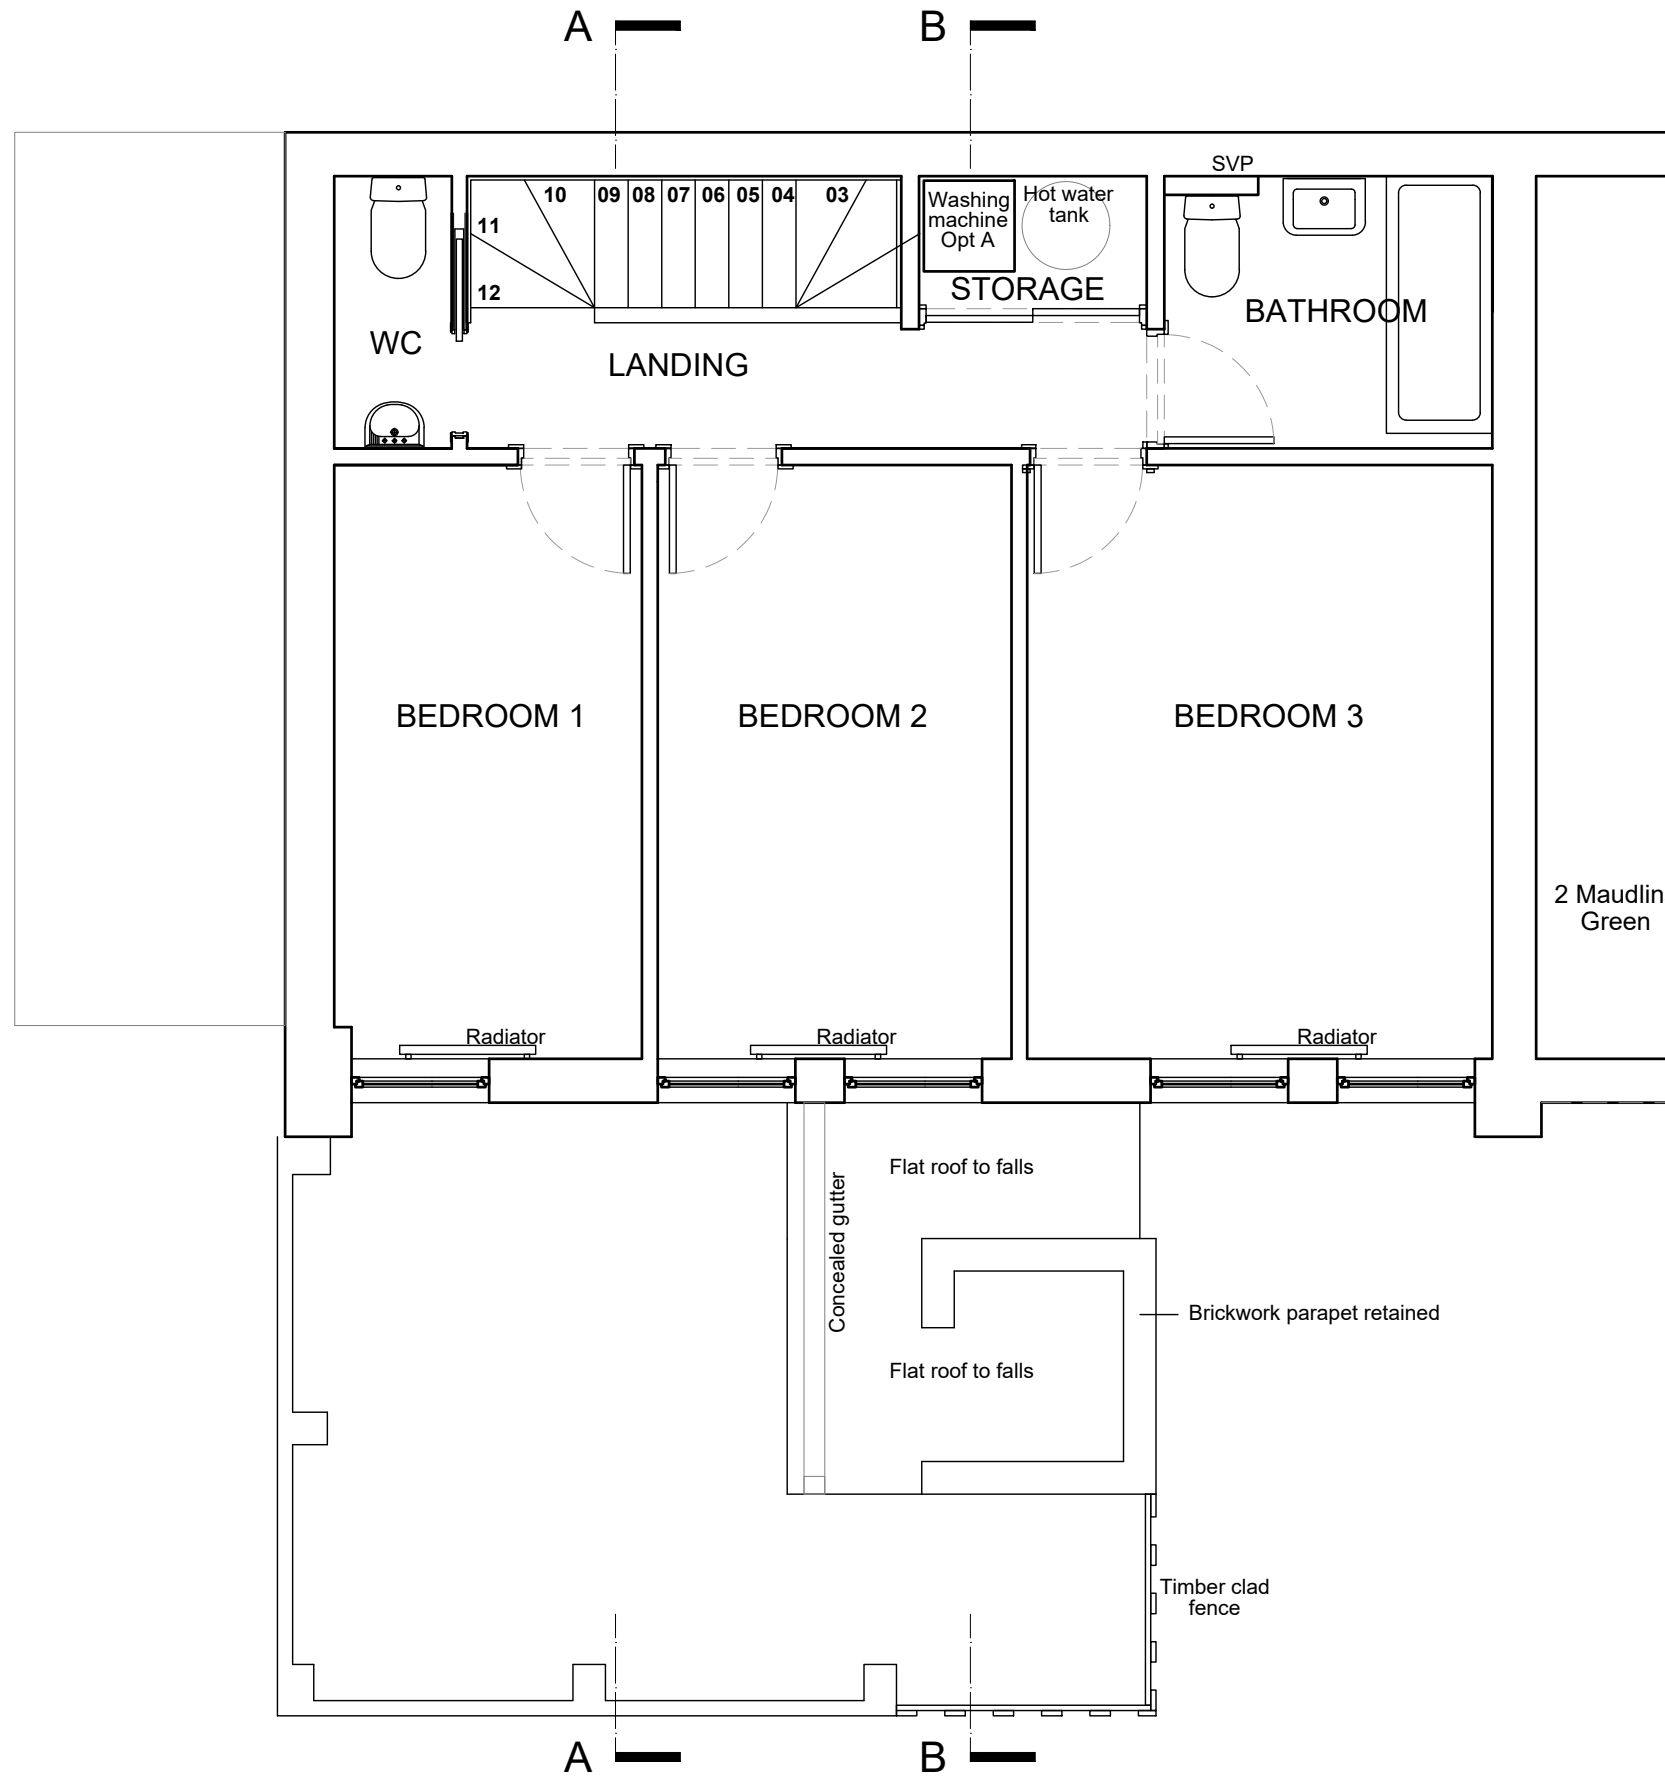 A
B
SVP
10
09
08
07
06
05
04
03
11
12
Washing
machine
Opt A
Hot water
tank
STORAGE
BATHROOM
WC
LANDING
BEDROOM 1
BEDROOM 2
BEDROOM 3
2 Maudlin
Green
Radiator
Radiator
Radiator
Flat roof to falls
Concealed gutter
Brickwork parapet retained
Flat roof to falls
Timber clad
fence
A
B